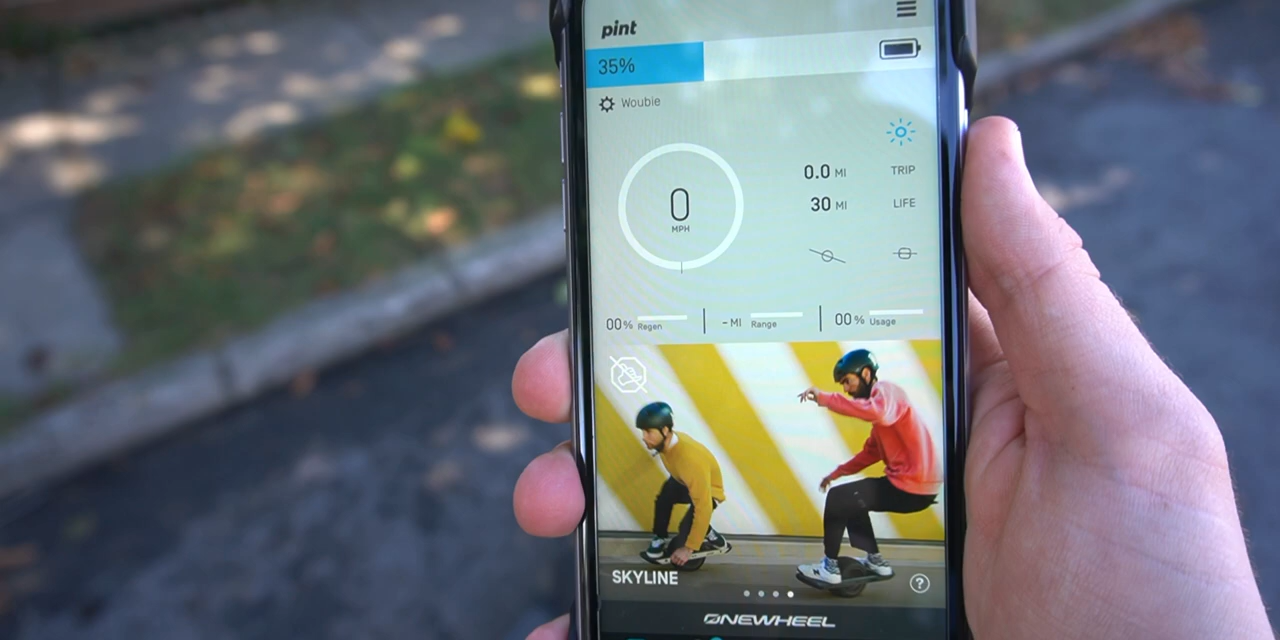 pint
35%
Woubie
0.0 MI TRIP
0
MPH
30 MI LIFE
00% Regen
- MI Range
00% Usage
SKYLINE
ONEWHEEL